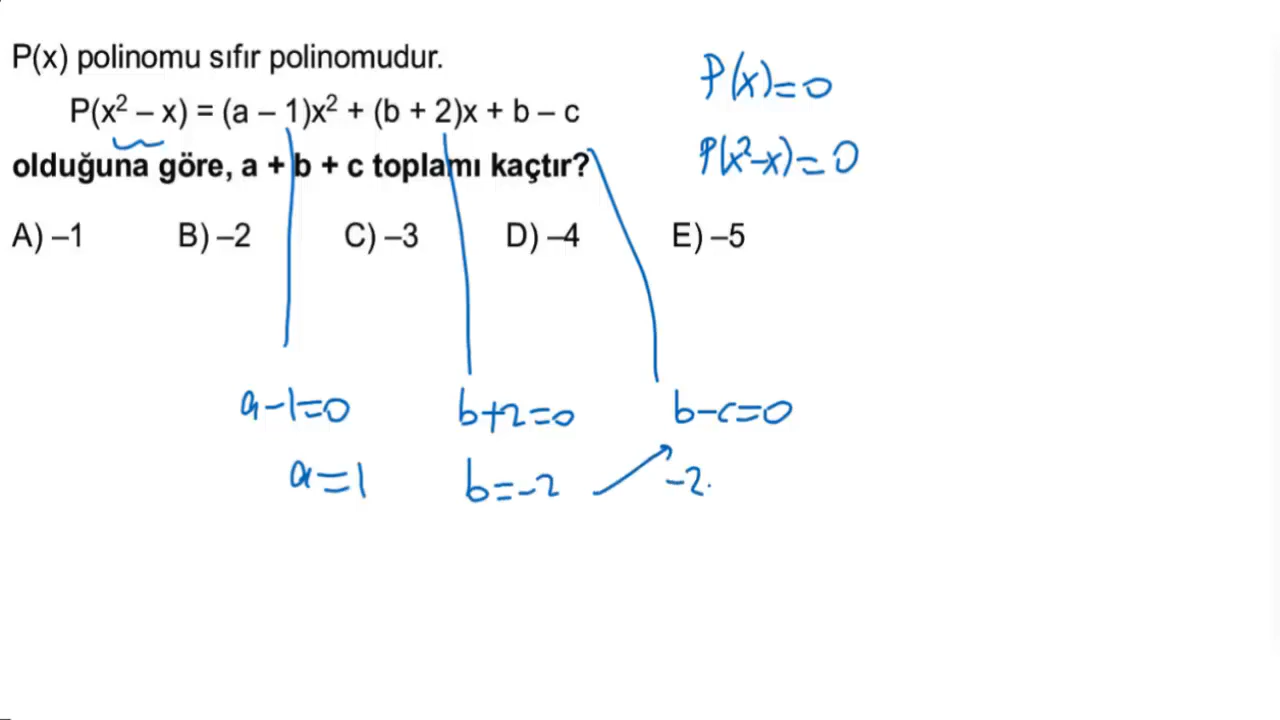 P(x) polinomu sıfır polinomudur.
P(x² – x) = (a – 1)x² + (b + 2)x + b – c
olduğuna göre, a + b + c toplamı kaçtır?
A) –1 B) –2 C) –3 D) –4 E) –5
P(x)=0
P(x²-x)=0
a-1=0 b+2=0 b-c=0
a=1 b=-2 -2